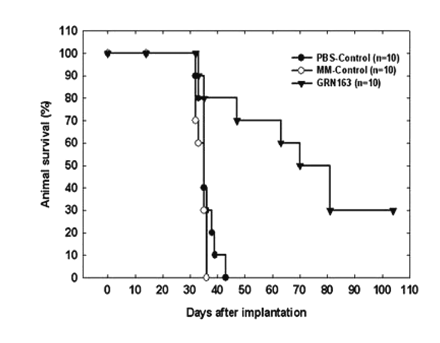 110
100
90
80
70
60
50
40
30
20
10
0
Animal survival (%)
PBS-Control (n=10)
MM-Control (n=10)
GRN163 (n=10)
0 10 20 30 40 50 60 70 80 90 100 110
Days after implantation